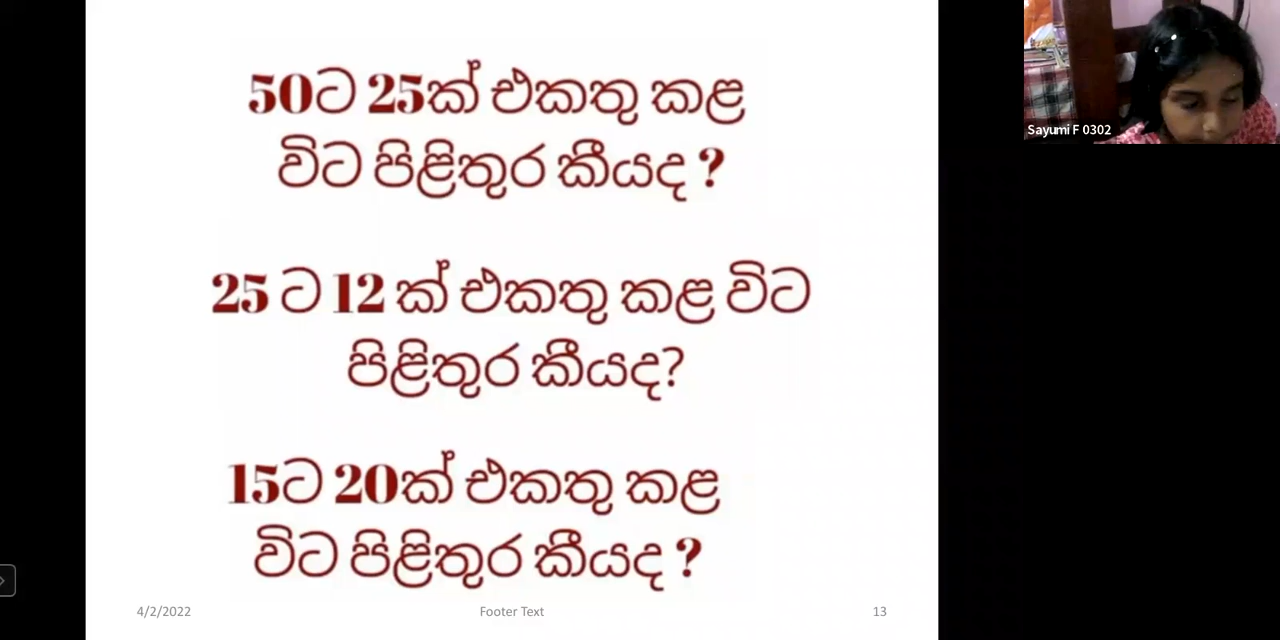 50ට 25ක් එකතු කළ
විට පිළිතුර කීයද ?
25 ට 12 ක් එකතු කළ විට
පිළිතුර කීයද?
15ට 20ක් එකතු කළ
විට පිළිතුර කීයද ?
4/2/2022 Footer Text 13
Sayumi F 0302